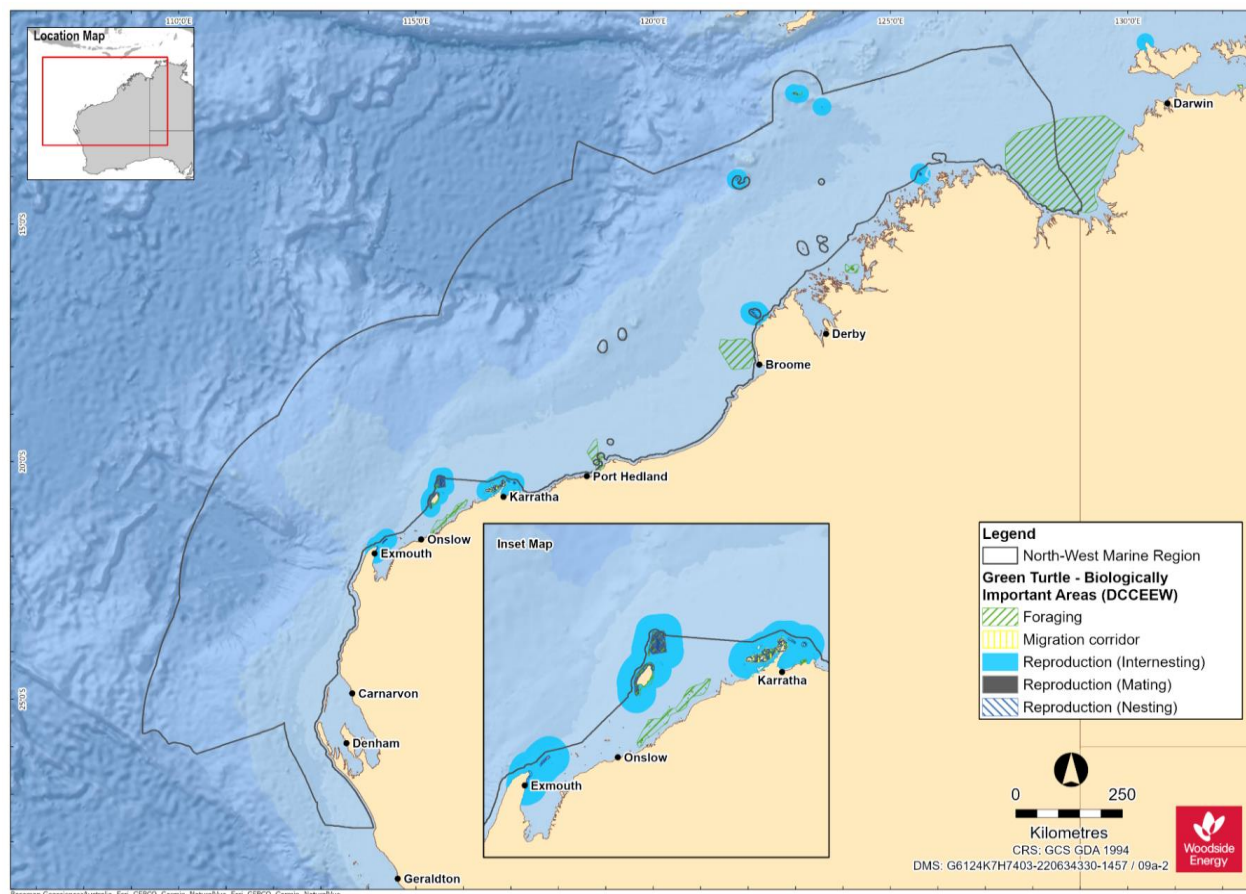 110°0'E
115°0'E
120°0'E
125°0'E
130°0'E
Location Map
Darwin
15°0'S
Derby
Broome
20°0'S
Port Hedland
Karratha
Onslow
Exmouth
Inset Map
Karratha
Onslow
Exmouth
25°0'S
Carnarvon
Denham
Geraldton
Legend
North-West Marine Region
Green Turtle - Biologically
Important Areas (DCCEEW)
Foraging
Migration corridor
Reproduction (Internesting)
Reproduction (Mating)
Reproduction (Nesting)
0 250
Kilometres
CRS: GCS GDA 1994
DMS: G6124K7H7403-220634330-1457 / 09a-2
Woodside
Energy